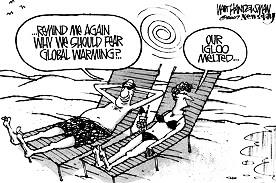 ...REMIND ME AGAIN
WHY WE SHOULD FEAR
GLOBAL WARMING?..
OUR
IGLOO
MELTED...